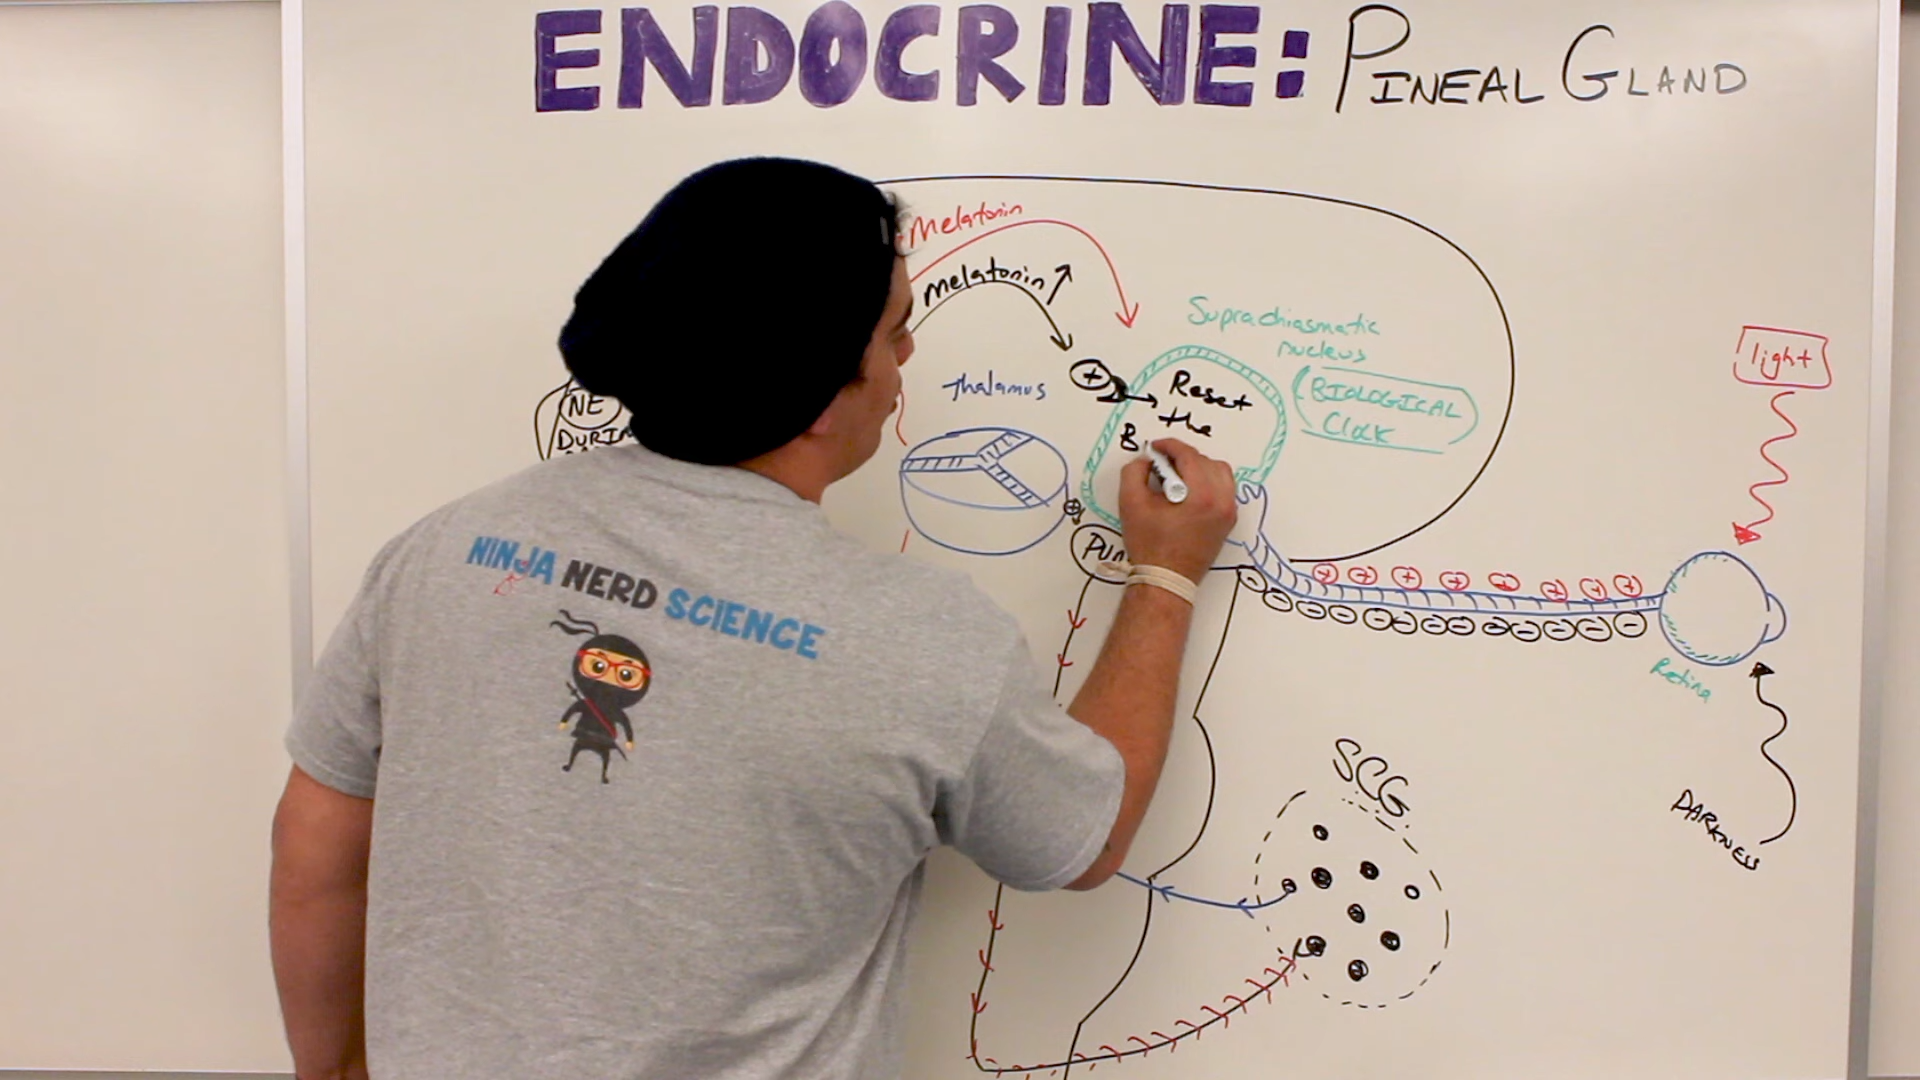 ENDOCRINE: PINEAL GLAND
Melatonin
Melatonin ↑
Suprachiasmatic
nucleus
(BIOLOGICAL
Clock)
light
thalamus
+
Reset
the
B
NE
DURIN
NINJA NERD SCIENCE
+ + + + + + + +
Retina
SCG
DARKNESS